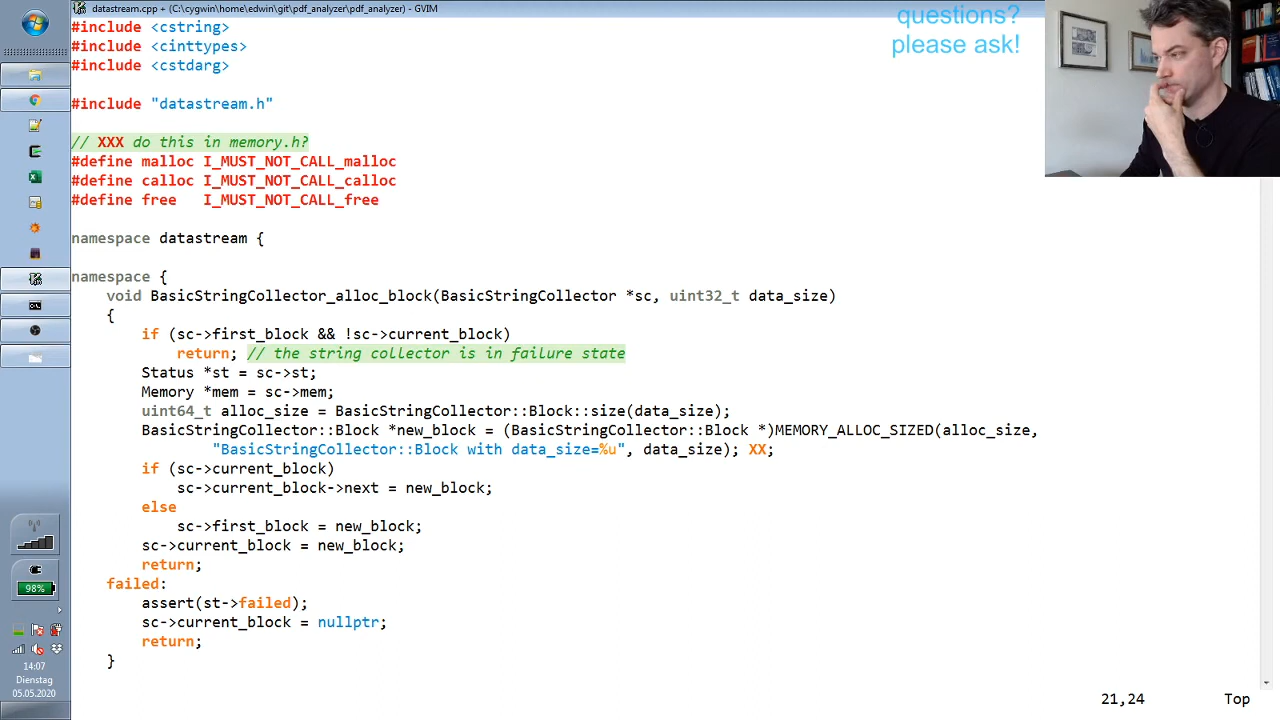 datastream.cpp + (C:\cygwin\home\edwin\git\pdf_analyzer\pdf_analyzer) - GVIM
#include <cstring>
#include <cinttypes>
#include <cstdarg>
#include "datastream.h"
// XXX do this in memory.h?
#define malloc I_MUST_NOT_CALL_malloc
#define calloc I_MUST_NOT_CALL_calloc
#define free   I_MUST_NOT_CALL_free
namespace datastream {
namespace {
    void BasicStringCollector_alloc_block(BasicStringCollector *sc, uint32_t data_size)
    {
        if (sc->first_block && !sc->current_block)
            return; // the string collector is in failure state
        Status *st = sc->st;
        Memory *mem = sc->mem;
        uint64_t alloc_size = BasicStringCollector::Block::size(data_size);
        BasicStringCollector::Block *new_block = (BasicStringCollector::Block *)MEMORY_ALLOC_SIZED(alloc_size,
                "BasicStringCollector::Block with data_size=%u", data_size); XX;
        if (sc->current_block)
            sc->current_block->next = new_block;
        else
            sc->first_block = new_block;
        sc->current_block = new_block;
        return;
    failed:
        assert(st->failed);
        sc->current_block = nullptr;
        return;
    }
21,24 Top
questions?
please ask!
98%
14:07
Dienstag
05.05.2020